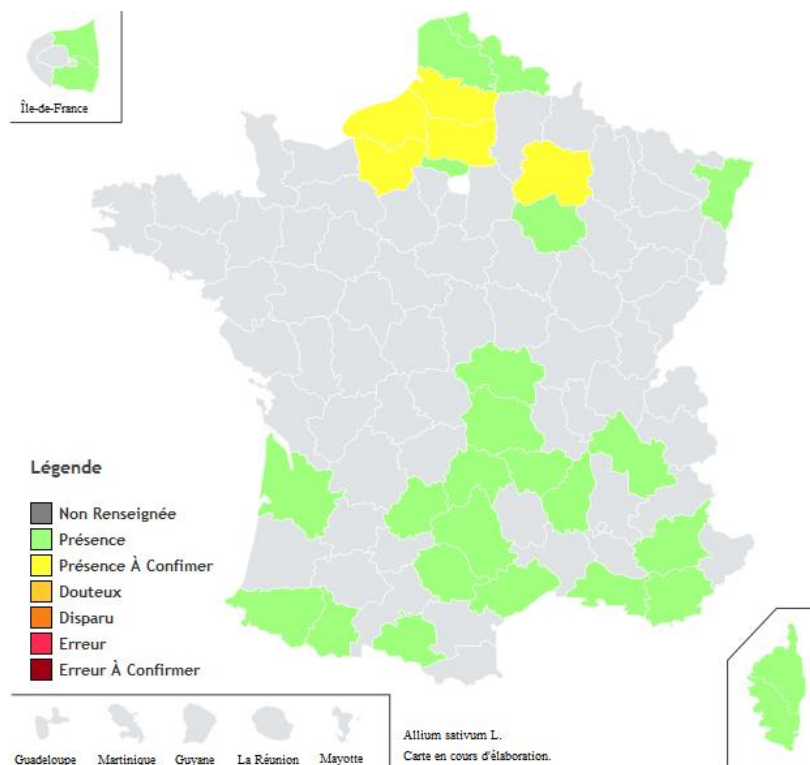 Île-de-France
Légende
Non Renseignée
Présence
Présence À Confimer
Douteux
Disparu
Erreur
Erreur À Confirmer
Guadeloupe Martinique Guyane La Réunion Mayotte
Allium sativum L.
Carte en cours d'élaboration.